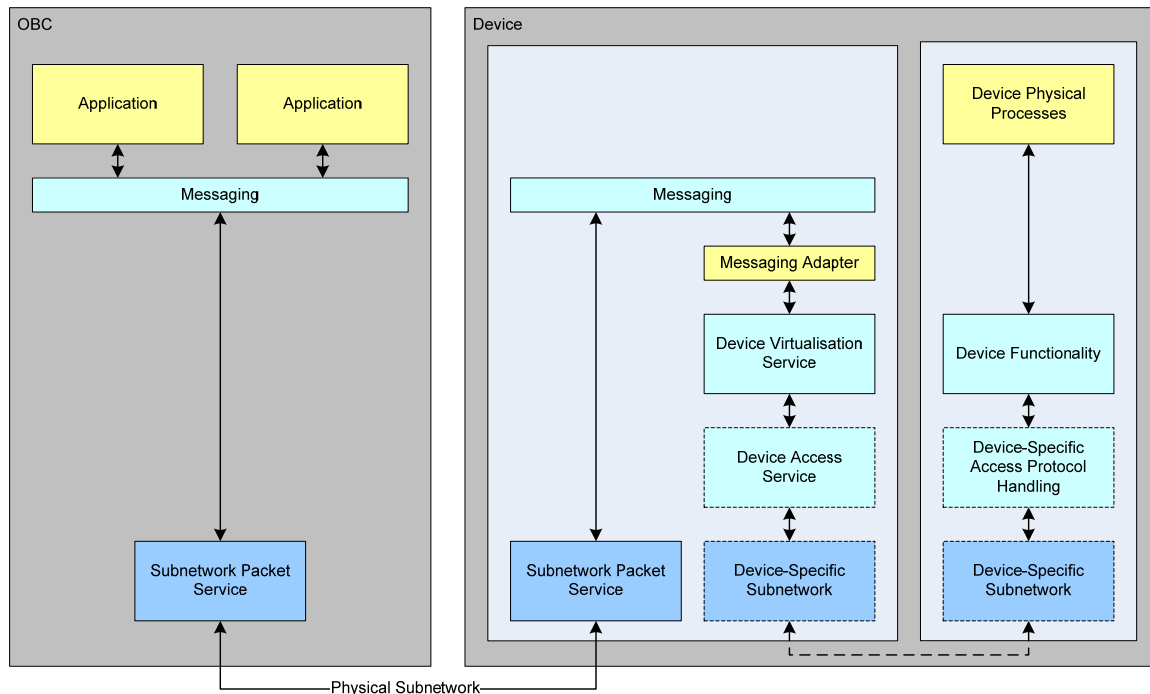 OBC
Device
Application
Application
Device Physical
Processes
Messaging
Messaging
Messaging Adapter
Device Virtualisation
Service
Device Functionality
Device Access
Service
Device-Specific
Access Protocol
Handling
Subnetwork Packet
Service
Subnetwork Packet
Service
Device-Specific
Subnetwork
Device-Specific
Subnetwork
Physical Subnetwork